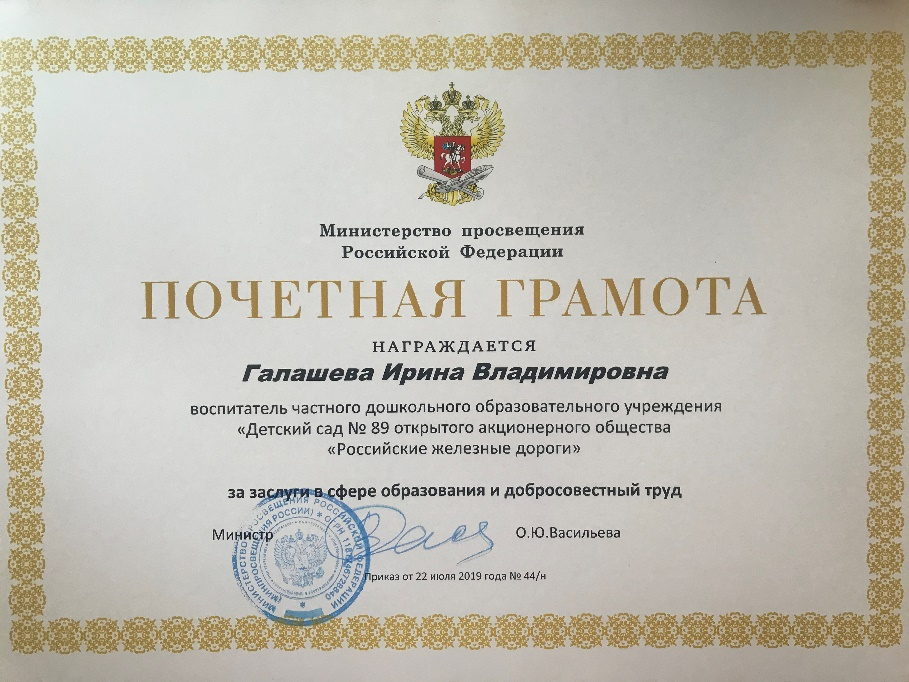 Министерство просвещения
Российской Федерации
ПОЧЕТНАЯ ГРАМОТА
НАГРАЖДАЕТСЯ
Галашева Ирина Владимировна
воспитатель частного дошкольного образовательного учреждения
«Детский сад № 89 открытого акционерного общества
«Российские железные дороги»
за заслуги в сфере образования и добросовестный труд
Министр О.Ю.Васильева
Приказ от 22 июля 2019 года № 44/н
МИНИСТЕРСТВО ПРОСВЕЩЕНИЯ РОССИЙСКОЙ ФЕДЕРАЦИИ
(МИНПРОСВЕЩЕНИЯ РОССИИ)